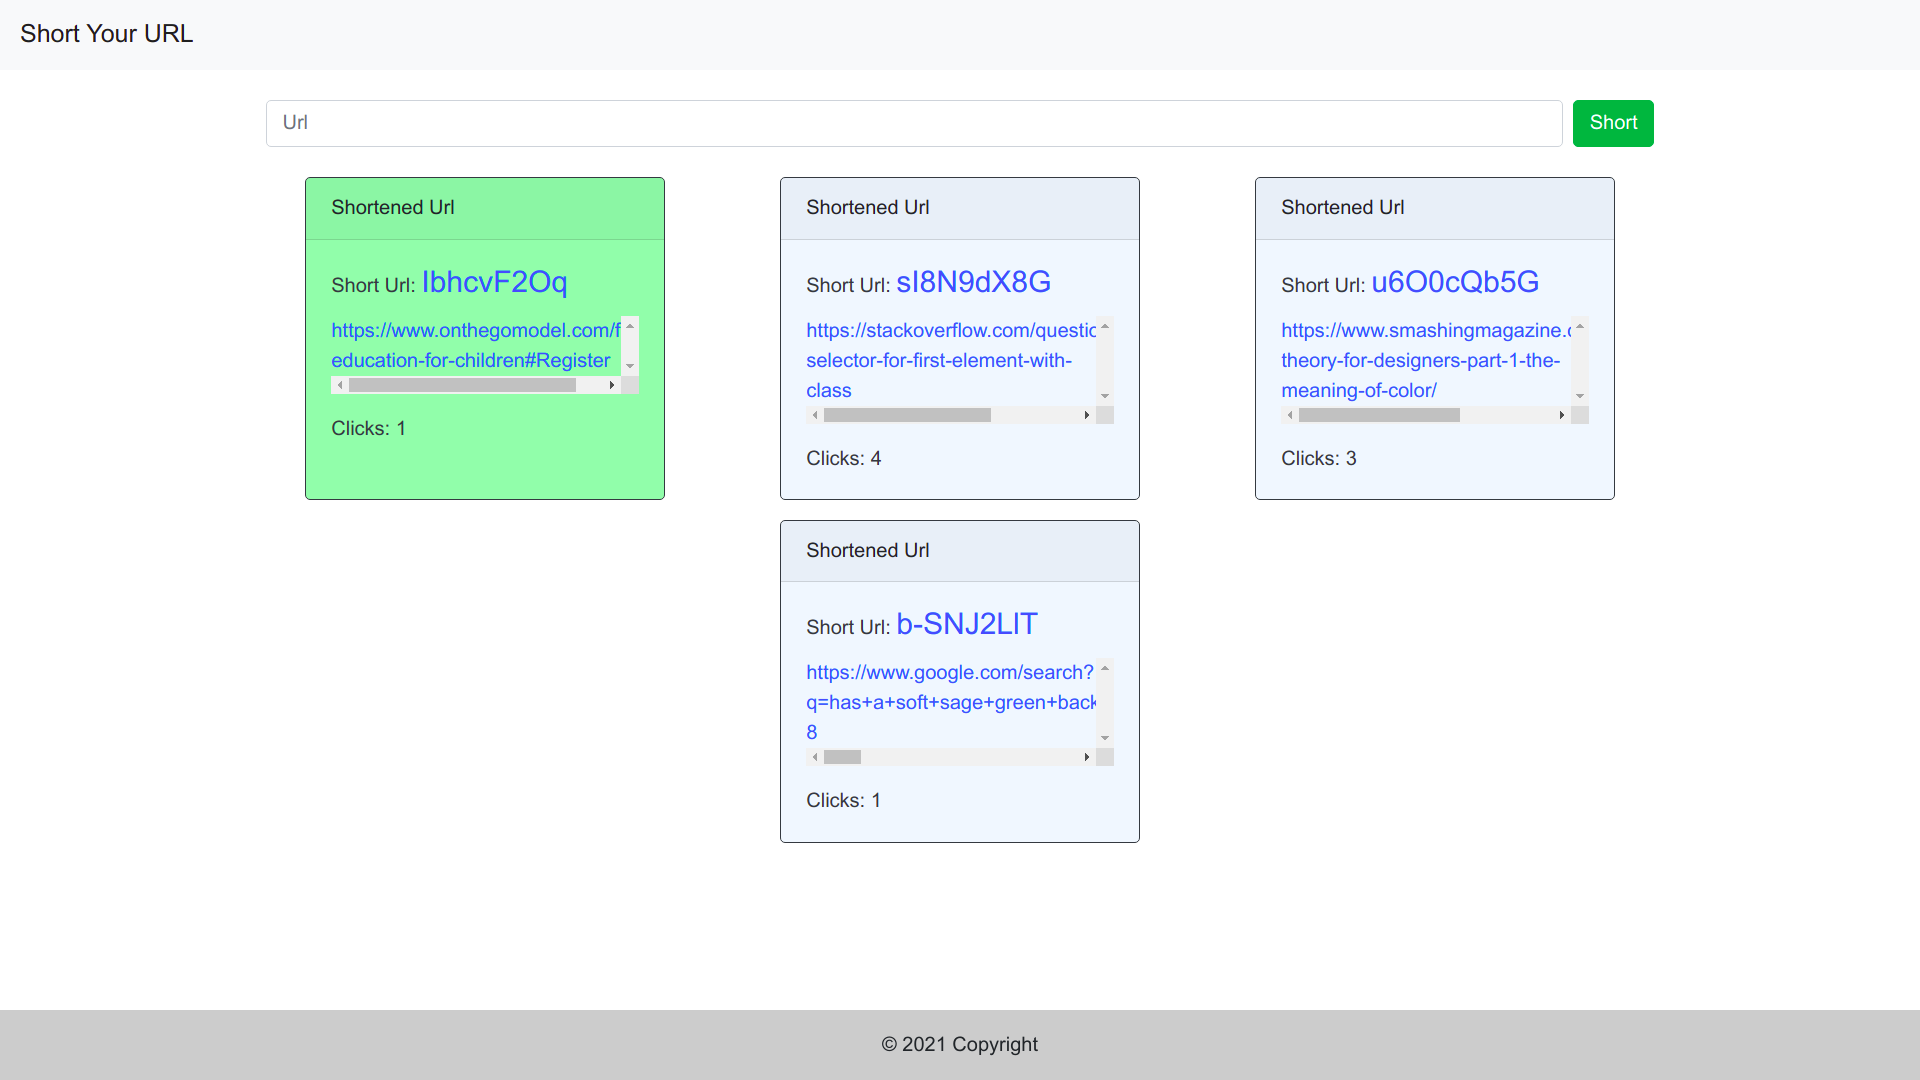 Short Your URL
Url
Short
Shortened Url
Short Url: lbhcvF2Oq
https://www.onthegomodel.com/f
education-for-children#Register
Clicks: 1
Shortened Url
Short Url: sI8N9dX8G
https://stackoverflow.com/questic
selector-for-first-element-with-
class
Clicks: 4
Shortened Url
Short Url: u6O0cQb5G
https://www.smashingmagazine.c
theory-for-designers-part-1-the-
meaning-of-color/
Clicks: 3
Shortened Url
Short Url: b-SNJ2LlT
https://www.google.com/search?
q=has+a+soft+sage+green+back
8
Clicks: 1
© 2021 Copyright